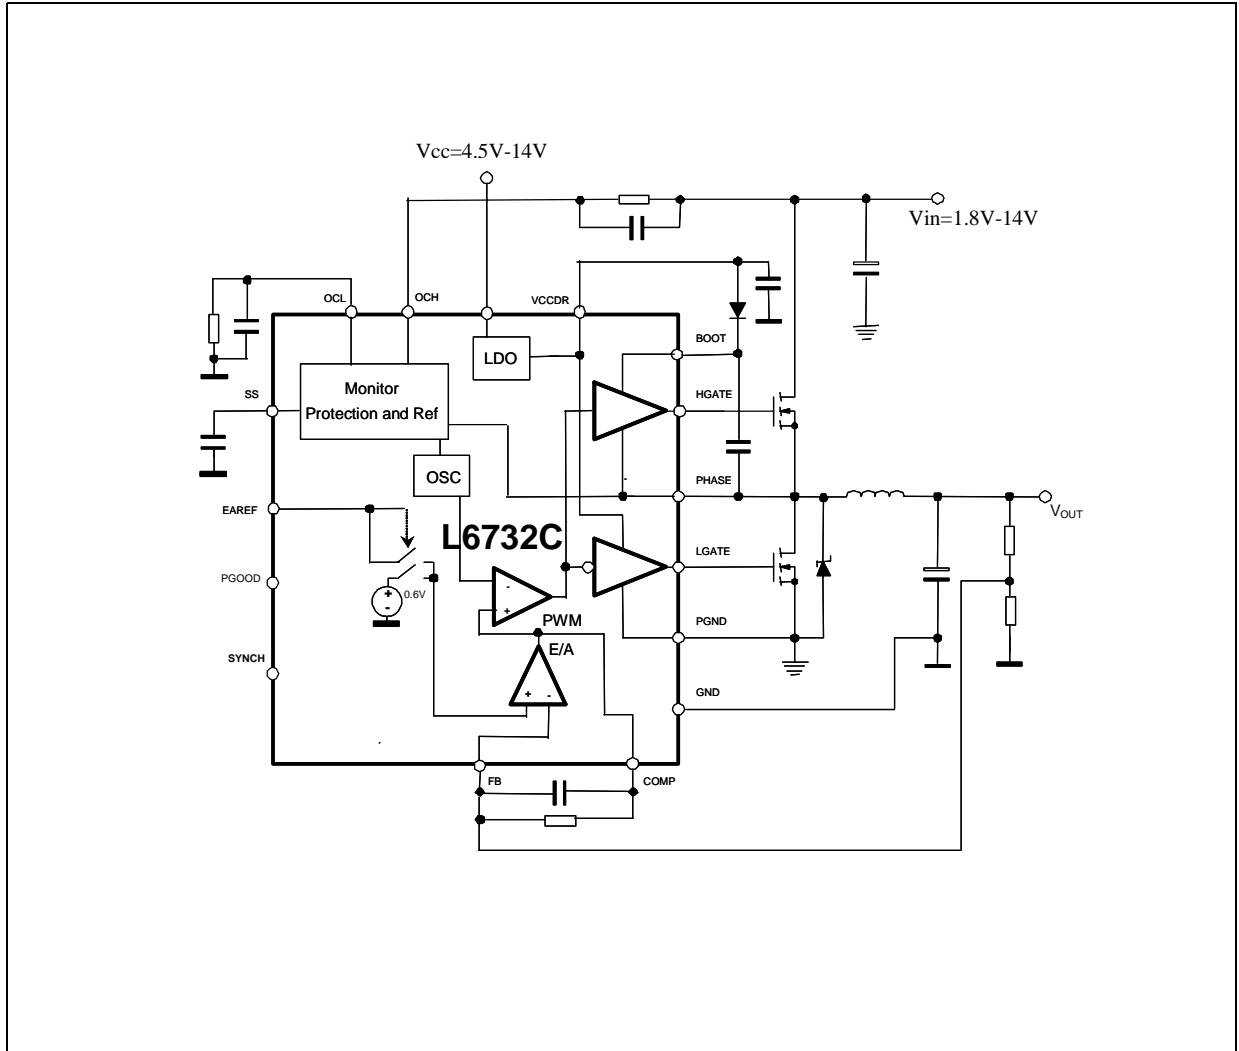 Vcc=4.5V-14V
Vin=1.8V-14V
OCL
OCH
VCCDR
BOOT
LDO
Monitor
Protection and Ref
SS
HGATE
OSC
PHASE
EAREF
L6732C
VOUT
LGATE
PGOOD
+
-
0.6V
-
+
PWM
PGND
E/A
SYNCH
+ -
GND
FB
COMP